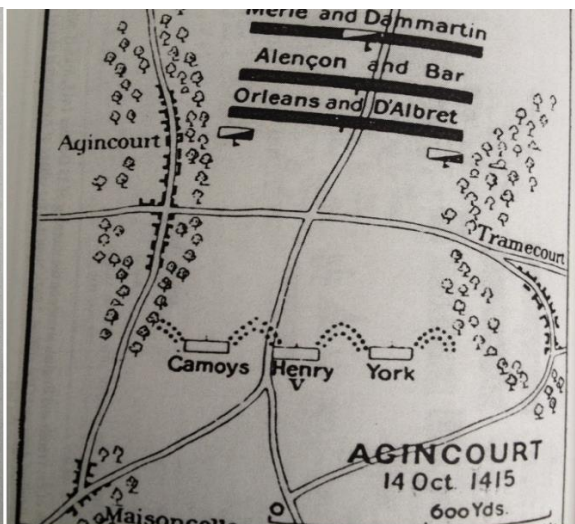 Merle and Dammartin
Alençon and Bar
Orleans and D'Albret
Agincourt
Tramecourt
Camoys
Henry
V
York
AGINCOURT
14 Oct. 1415
600 Yds.